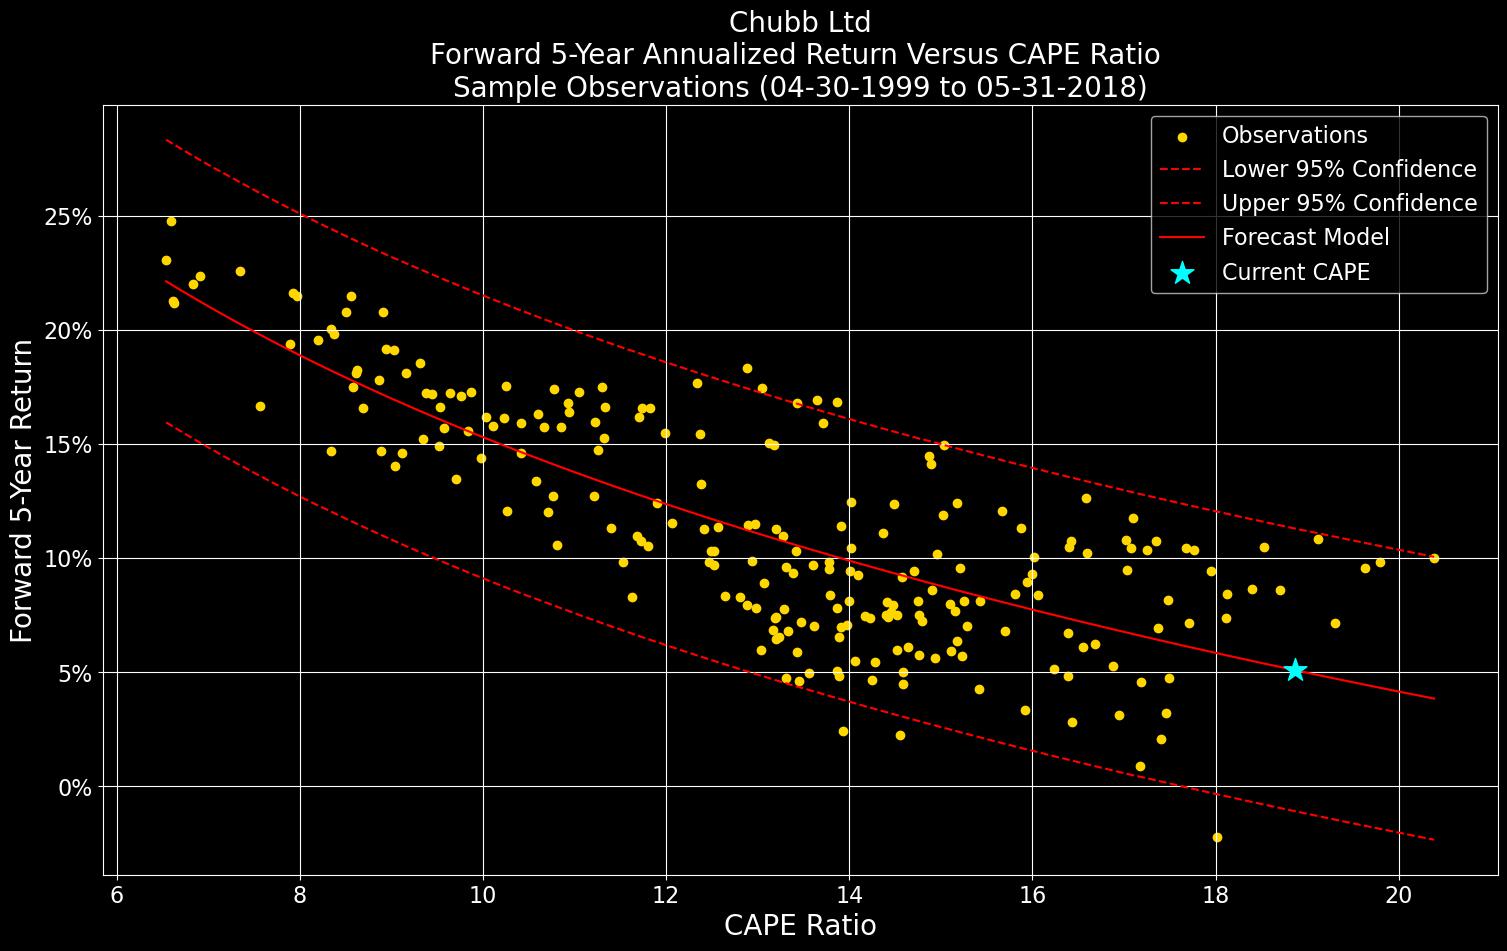 Chubb Ltd
Forward 5-Year Annualized Return Versus CAPE Ratio
Sample Observations (04-30-1999 to 05-31-2018)
Observations
Lower 95% Confidence
Upper 95% Confidence
Forecast Model
Current CAPE
Forward 5-Year Return
25%
20%
15%
10%
5%
0%
6 8 10 12 14 16 18 20
CAPE Ratio